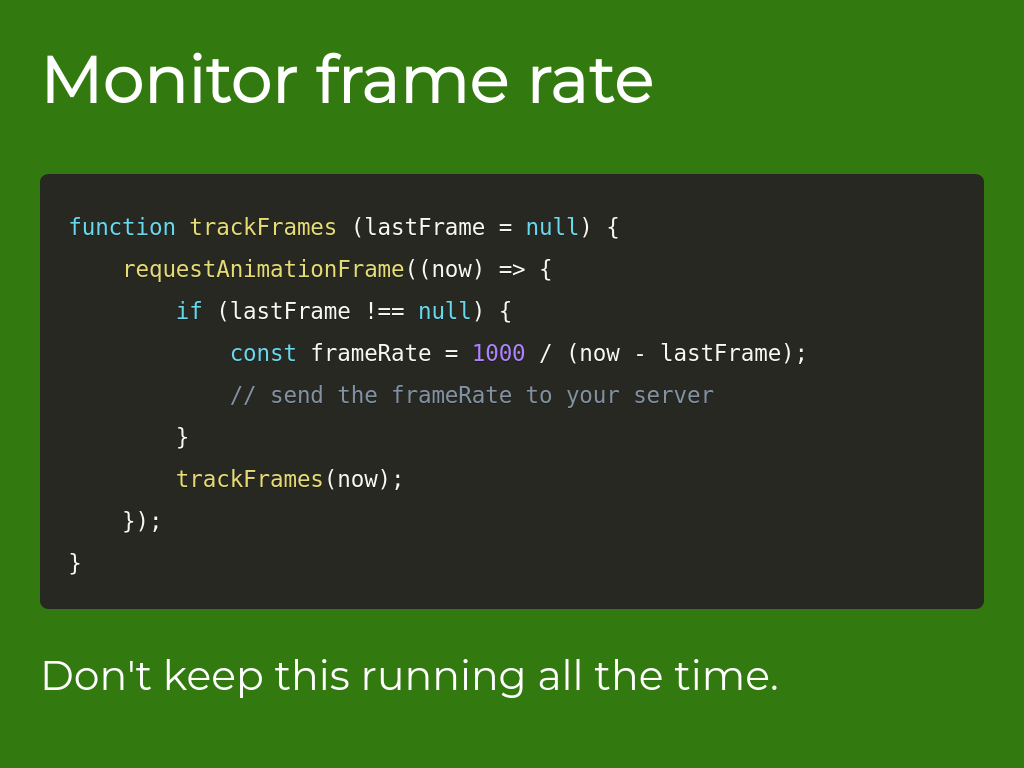 Monitor frame rate
function trackFrames (lastFrame = null) {
    requestAnimationFrame((now) => {
        if (lastFrame !== null) {
            const frameRate = 1000 / (now - lastFrame);
            // send the frameRate to your server
        }
        trackFrames(now);
    });
}
Don't keep this running all the time.